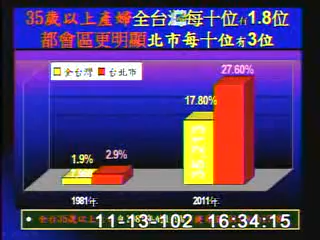 35歲以上產婦全台灣每十位有1.8位
都會區更明顯北市每十位有3位
全台灣 台北市
27.60%
17.80%
35,213
1.9% 2.9%
1981年 2011年
11-13-102 16:34:15